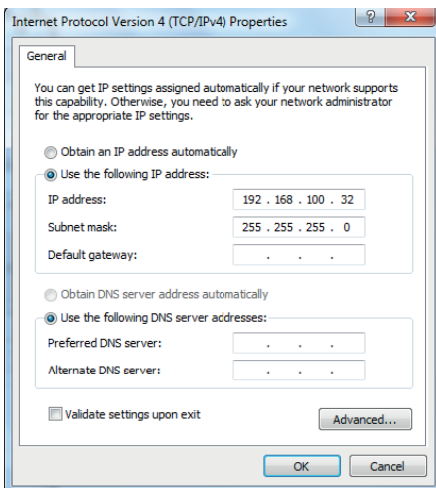 Internet Protocol Version 4 (TCP/IPv4) Properties
General
You can get IP settings assigned automatically if your network supports
this capability. Otherwise, you need to ask your network administrator
for the appropriate IP settings.
Obtain an IP address automatically
Use the following IP address:
IP address: 192 . 168 . 100 . 32
Subnet mask: 255 . 255 . 255 . 0
Default gateway: . . .
Obtain DNS server address automatically
Use the following DNS server addresses:
Preferred DNS server: . . .
Alternate DNS server: . . .
Validate settings upon exit
Advanced...
OK Cancel